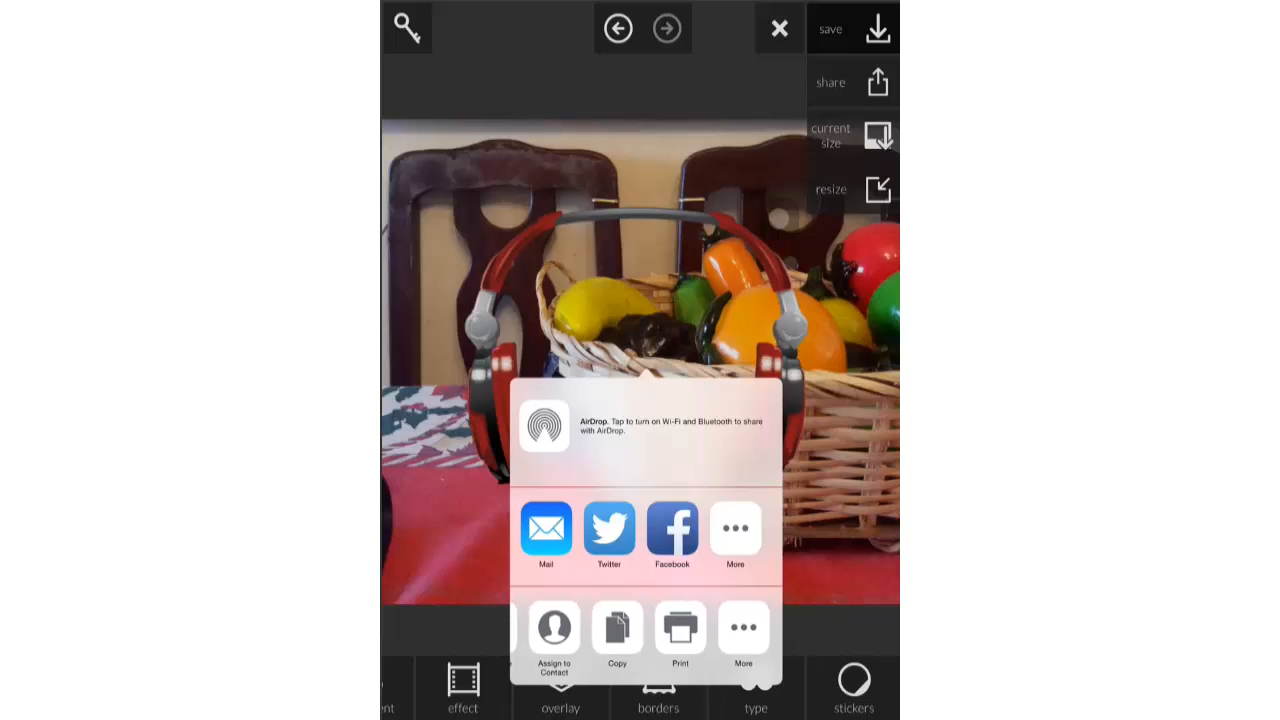 save
share
current
size
resize
AirDrop. Tap to turn on Wi-Fi and Bluetooth to share
with AirDrop.
Mail
Twitter
Facebook
More
Assign to
Contact
Copy
Print
More
effect
overlay
borders
type
stickers